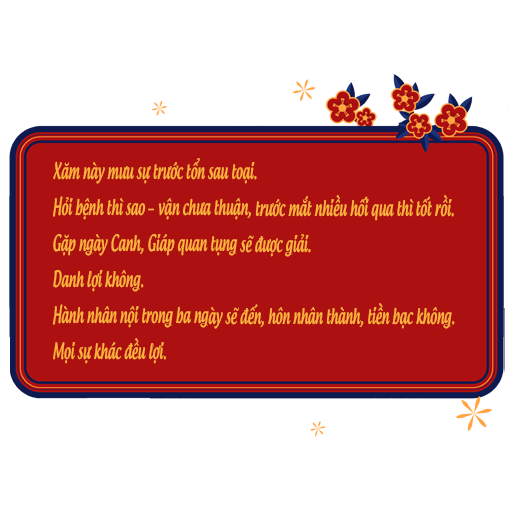 Xăm này mưu sự trước tổn sau toại.
Hỏi bệnh thì sao - vận chưa thuận, trước mắt nhiều hối qua thì tốt rồi.
Gặp ngày Canh, Giáp quan tụng sẽ được giải.
Danh lợi không.
Hành nhân nội trong ba ngày sẽ đến, hôn nhân thành, tiền bạc không.
Mọi sự khác đều lợi.